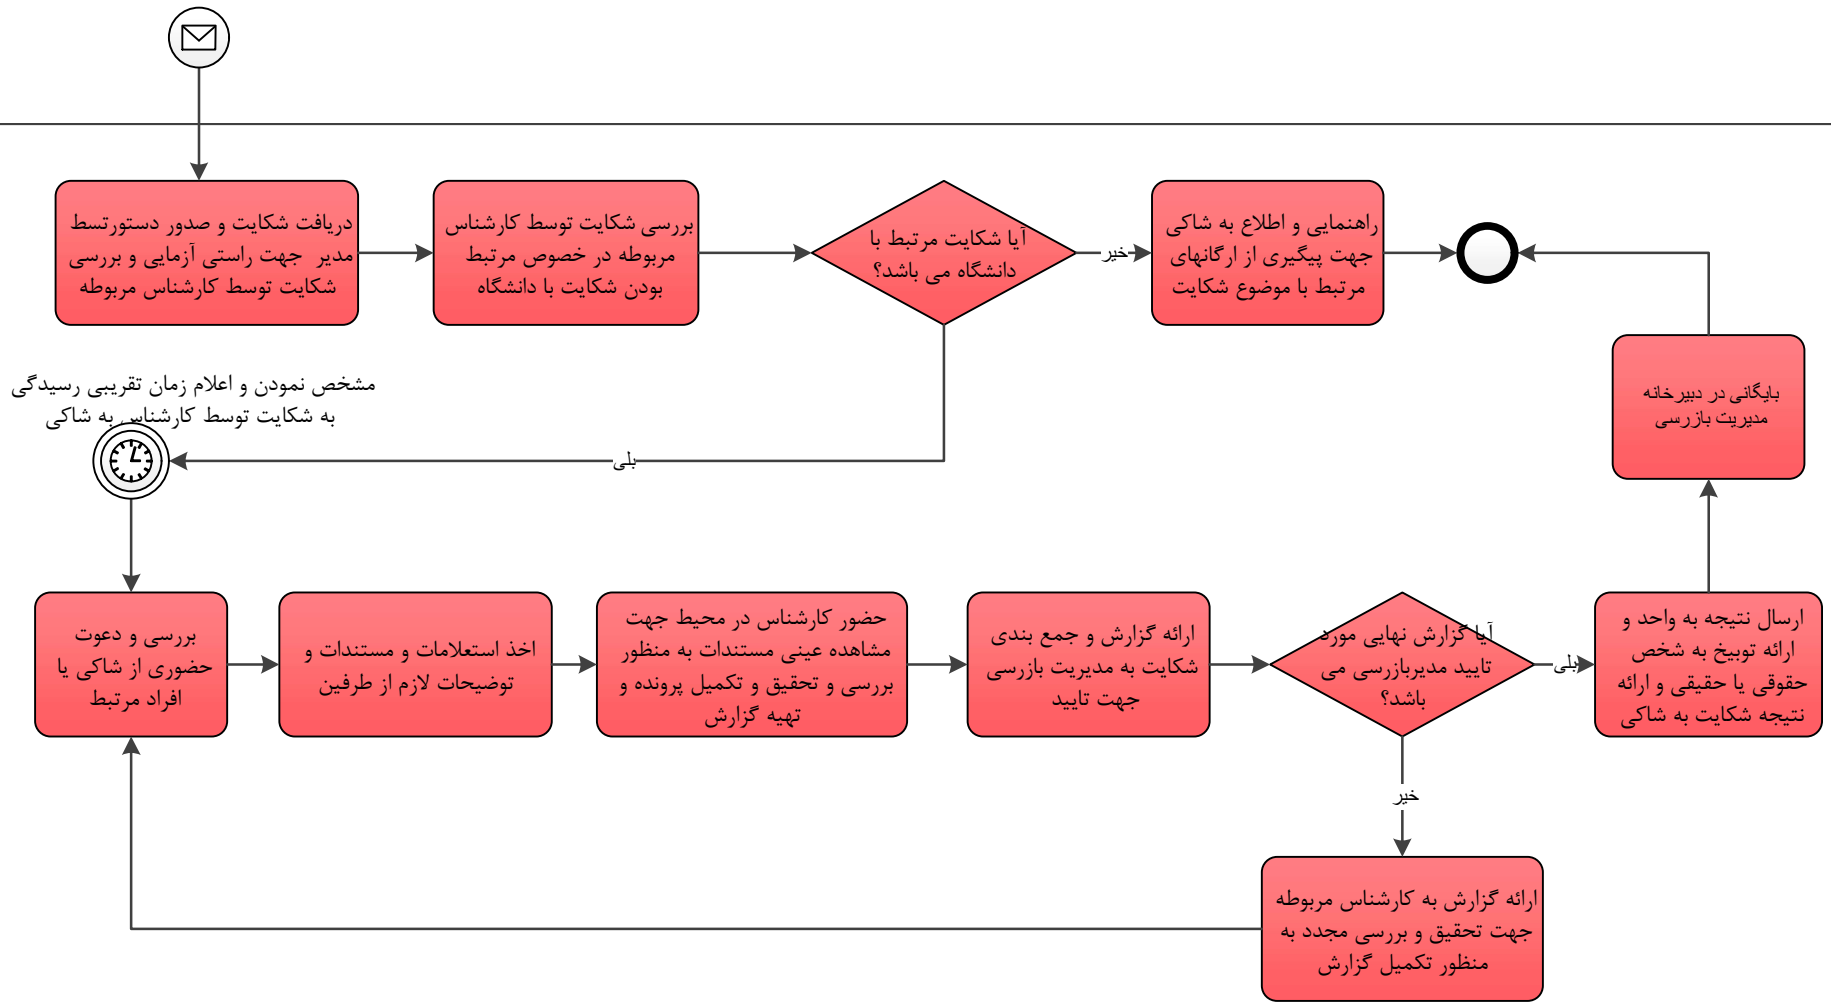 دریافت شکایت و صدور دستورتسط
مدیر جهت راستی آزمایی و بررسی
شکایت توسط کارشناس مربوطه
بررسی شکایت توسط کارشناس
مربوطه در خصوص مرتبط
بودن شکایت با دانشگاه
آیا شکایت مرتبط با
دانشگاه می باشد؟
خیر
راهنمایی و اطلاع به شاکی
جهت پیگیری از ارگانهای
مرتبط با موضوع شکایت
بلی
مشخص نمودن و اعلام زمان تقریبی رسیدگی
به شکایت توسط کارشناس به شاکی
بررسی و دعوت
حضوری از شاکی یا
افراد مرتبط
اخذ استعلامات و مستندات و
توضیحات لازم از طرفین
حضور کارشناس در محیط جهت
مشاهده عینی مستندات به منظور
بررسی و تحقیق و تکمیل پرونده و
تهیه گزارش
ارائه گزارش و جمع بندی
شکایت به مدیریت بازرسی
جهت تایید
آیا گزارش نهایی مورد
تایید مدیربازرسی می
باشد؟
بلی
ارسال نتیجه به واحد و
ارائه توبیخ به شخص
حقوقی یا حقیقی و ارائه
نتیجه شکایت به شاکی
بایگانی در دبیرخانه
مدیریت بازرسی
خیر
ارائه گزارش به کارشناس مربوطه
جهت تحقیق و بررسی مجدد به
منظور تکمیل گزارش